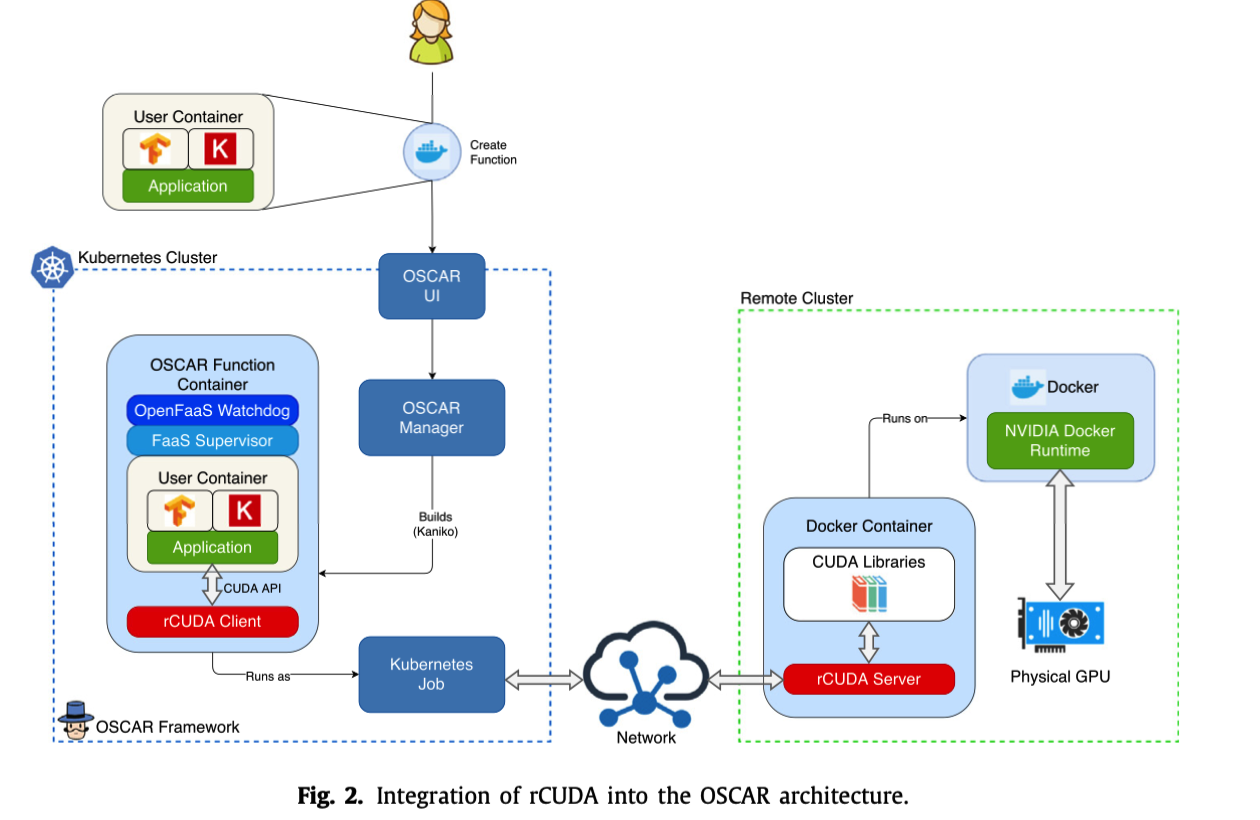 User Container
K
Application
Create
Function
Kubernetes Cluster
OSCAR
UI
OSCAR Function
Container
OpenFaaS Watchdog
FaaS Supervisor
User Container
K
Application
CUDA API
rCUDA Client
OSCAR
Manager
Builds
(Kaniko)
Runs as
Kubernetes
Job
OSCAR Framework
Network
Remote Cluster
Docker
NVIDIA Docker
Runtime
Runs on
Docker Container
CUDA Libraries
rCUDA Server
Physical GPU
Fig. 2. Integration of rCUDA into the OSCAR architecture.